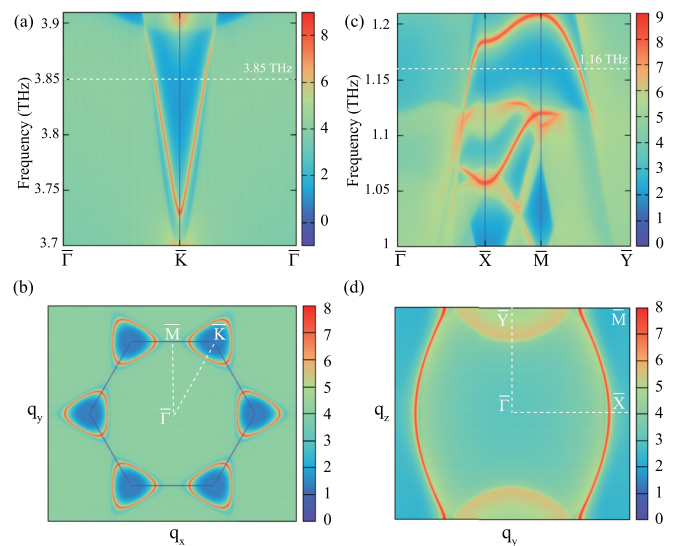 (a)
3.9
3.85
3.8
3.75
3.7
Frequency (THz)
3.85 THz
Γ̅
K̅
Γ̅
8
6
4
2
0
(c)
1.2
1.15
1.1
1.05
1
Frequency (THz)
1.16 THz
Γ̅
X̅
M̅
Y̅
9
8
7
6
5
4
3
2
1
0
(b)
M̅
K̅
Γ̅
q_y
q_x
8
7
6
5
4
3
2
1
0
(d)
Y̅
M̅
Γ̅
X̅
q_z
q_y
8
7
6
5
4
3
2
1
0